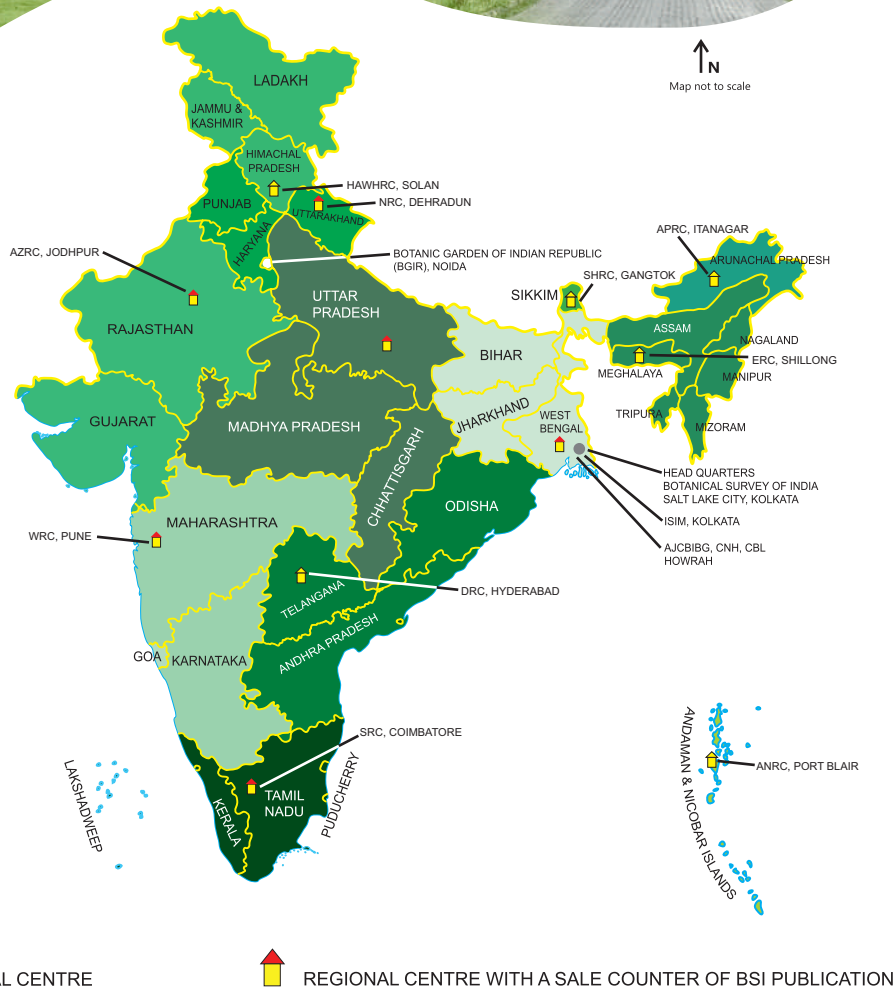 N
Map not to scale
LADAKH
JAMMU &
KASHMIR
HIMACHAL
PRADESH
HAWHRC, SOLAN
PUNJAB
NRC, DEHRADUN
UTTARAKHAND
HARYANA
APRC, ITANAGAR
AZRC, JODHPUR
BOTANIC GARDEN OF INDIAN REPUBLIC
(BGIR), NOIDA
ARUNACHAL PRADESH
SHRC, GANGTOK
SIKKIM
UTTAR
PRADESH
RAJASTHAN
ASSAM
NAGALAND
BIHAR
ERC, SHILLONG
MEGHALAYA
MANIPUR
GUJARAT
MADHYA PRADESH
JHARKHAND
WEST
BENGAL
TRIPURA
MIZORAM
CHHATTISGARH
HEAD QUARTERS
BOTANICAL SURVEY OF INDIA
SALT LAKE CITY, KOLKATA
ODISHA
MAHARASHTRA
ISIM, KOLKATA
WRC, PUNE
AJCBIBG, CNH, CBL
HOWRAH
DRC, HYDERABAD
TELANGANA
ANDHRA PRADESH
GOA
KARNATAKA
SRC, COIMBATORE
ANDAMAN & NICOBAR ISLANDS
ANRC, PORT BLAIR
LAKSHADWEEP
KERALA
TAMIL
NADU
PUDUCHERRY
AL CENTRE
REGIONAL CENTRE WITH A SALE COUNTER OF BSI PUBLICATION